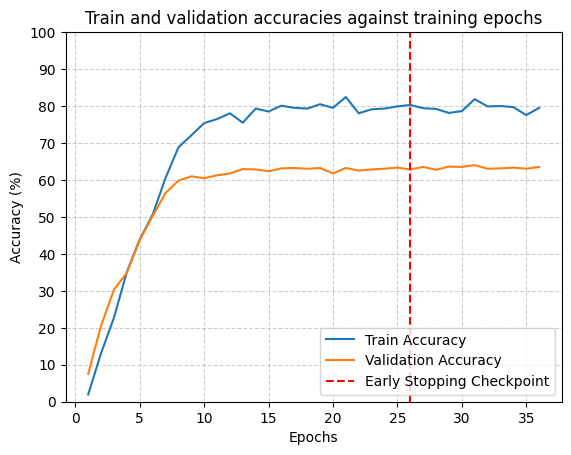 Train and validation accuracies against training epochs
100
90
80
70
60
50
40
30
20
10
0
Accuracy (%)
Train Accuracy
Validation Accuracy
Early Stopping Checkpoint
0 5 10 15 20 25 30 35
Epochs